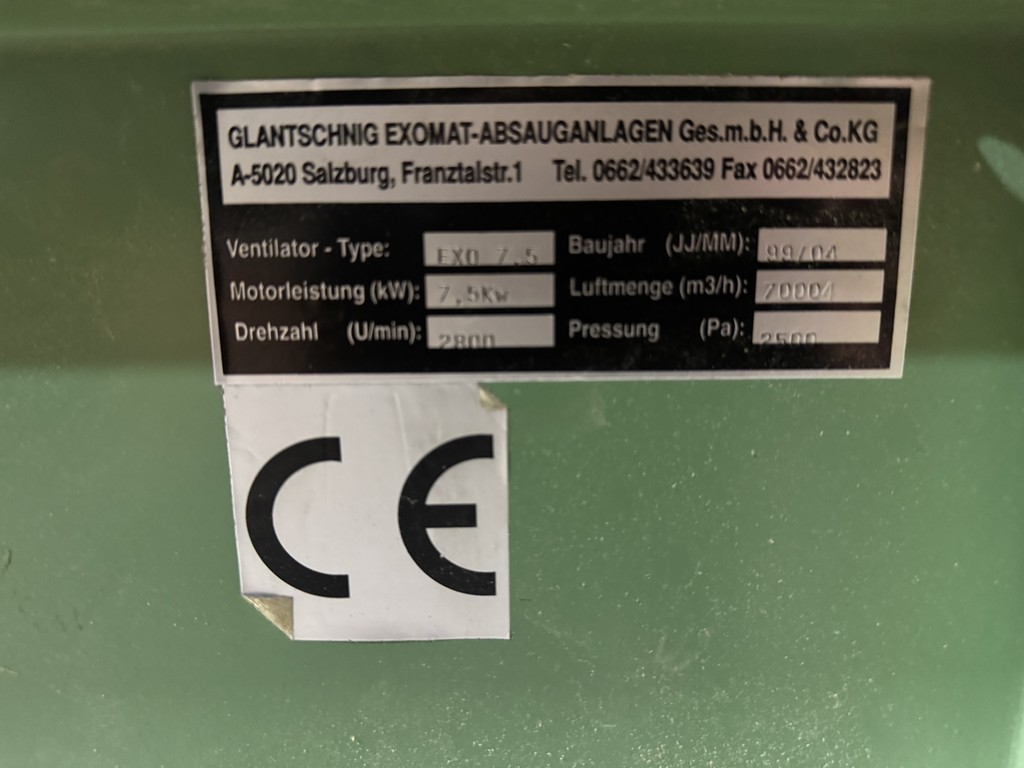 GLANTSCHNIG EXOMAT-ABSAUGANLAGEN Ges.m.b.H. & Co.KG
A-5020 Salzburg, Franztalstr.1 Tel. 0662/433639 Fax 0662/432823
Ventilator - Type: EXO 7.5 Baujahr (JJ/MM): 99/04
Motorleistung (kW): 7,5Kw Luftmenge (m3/h):
Drehzahl (U/min): 2800 Pressung (Pa): 2500
CE